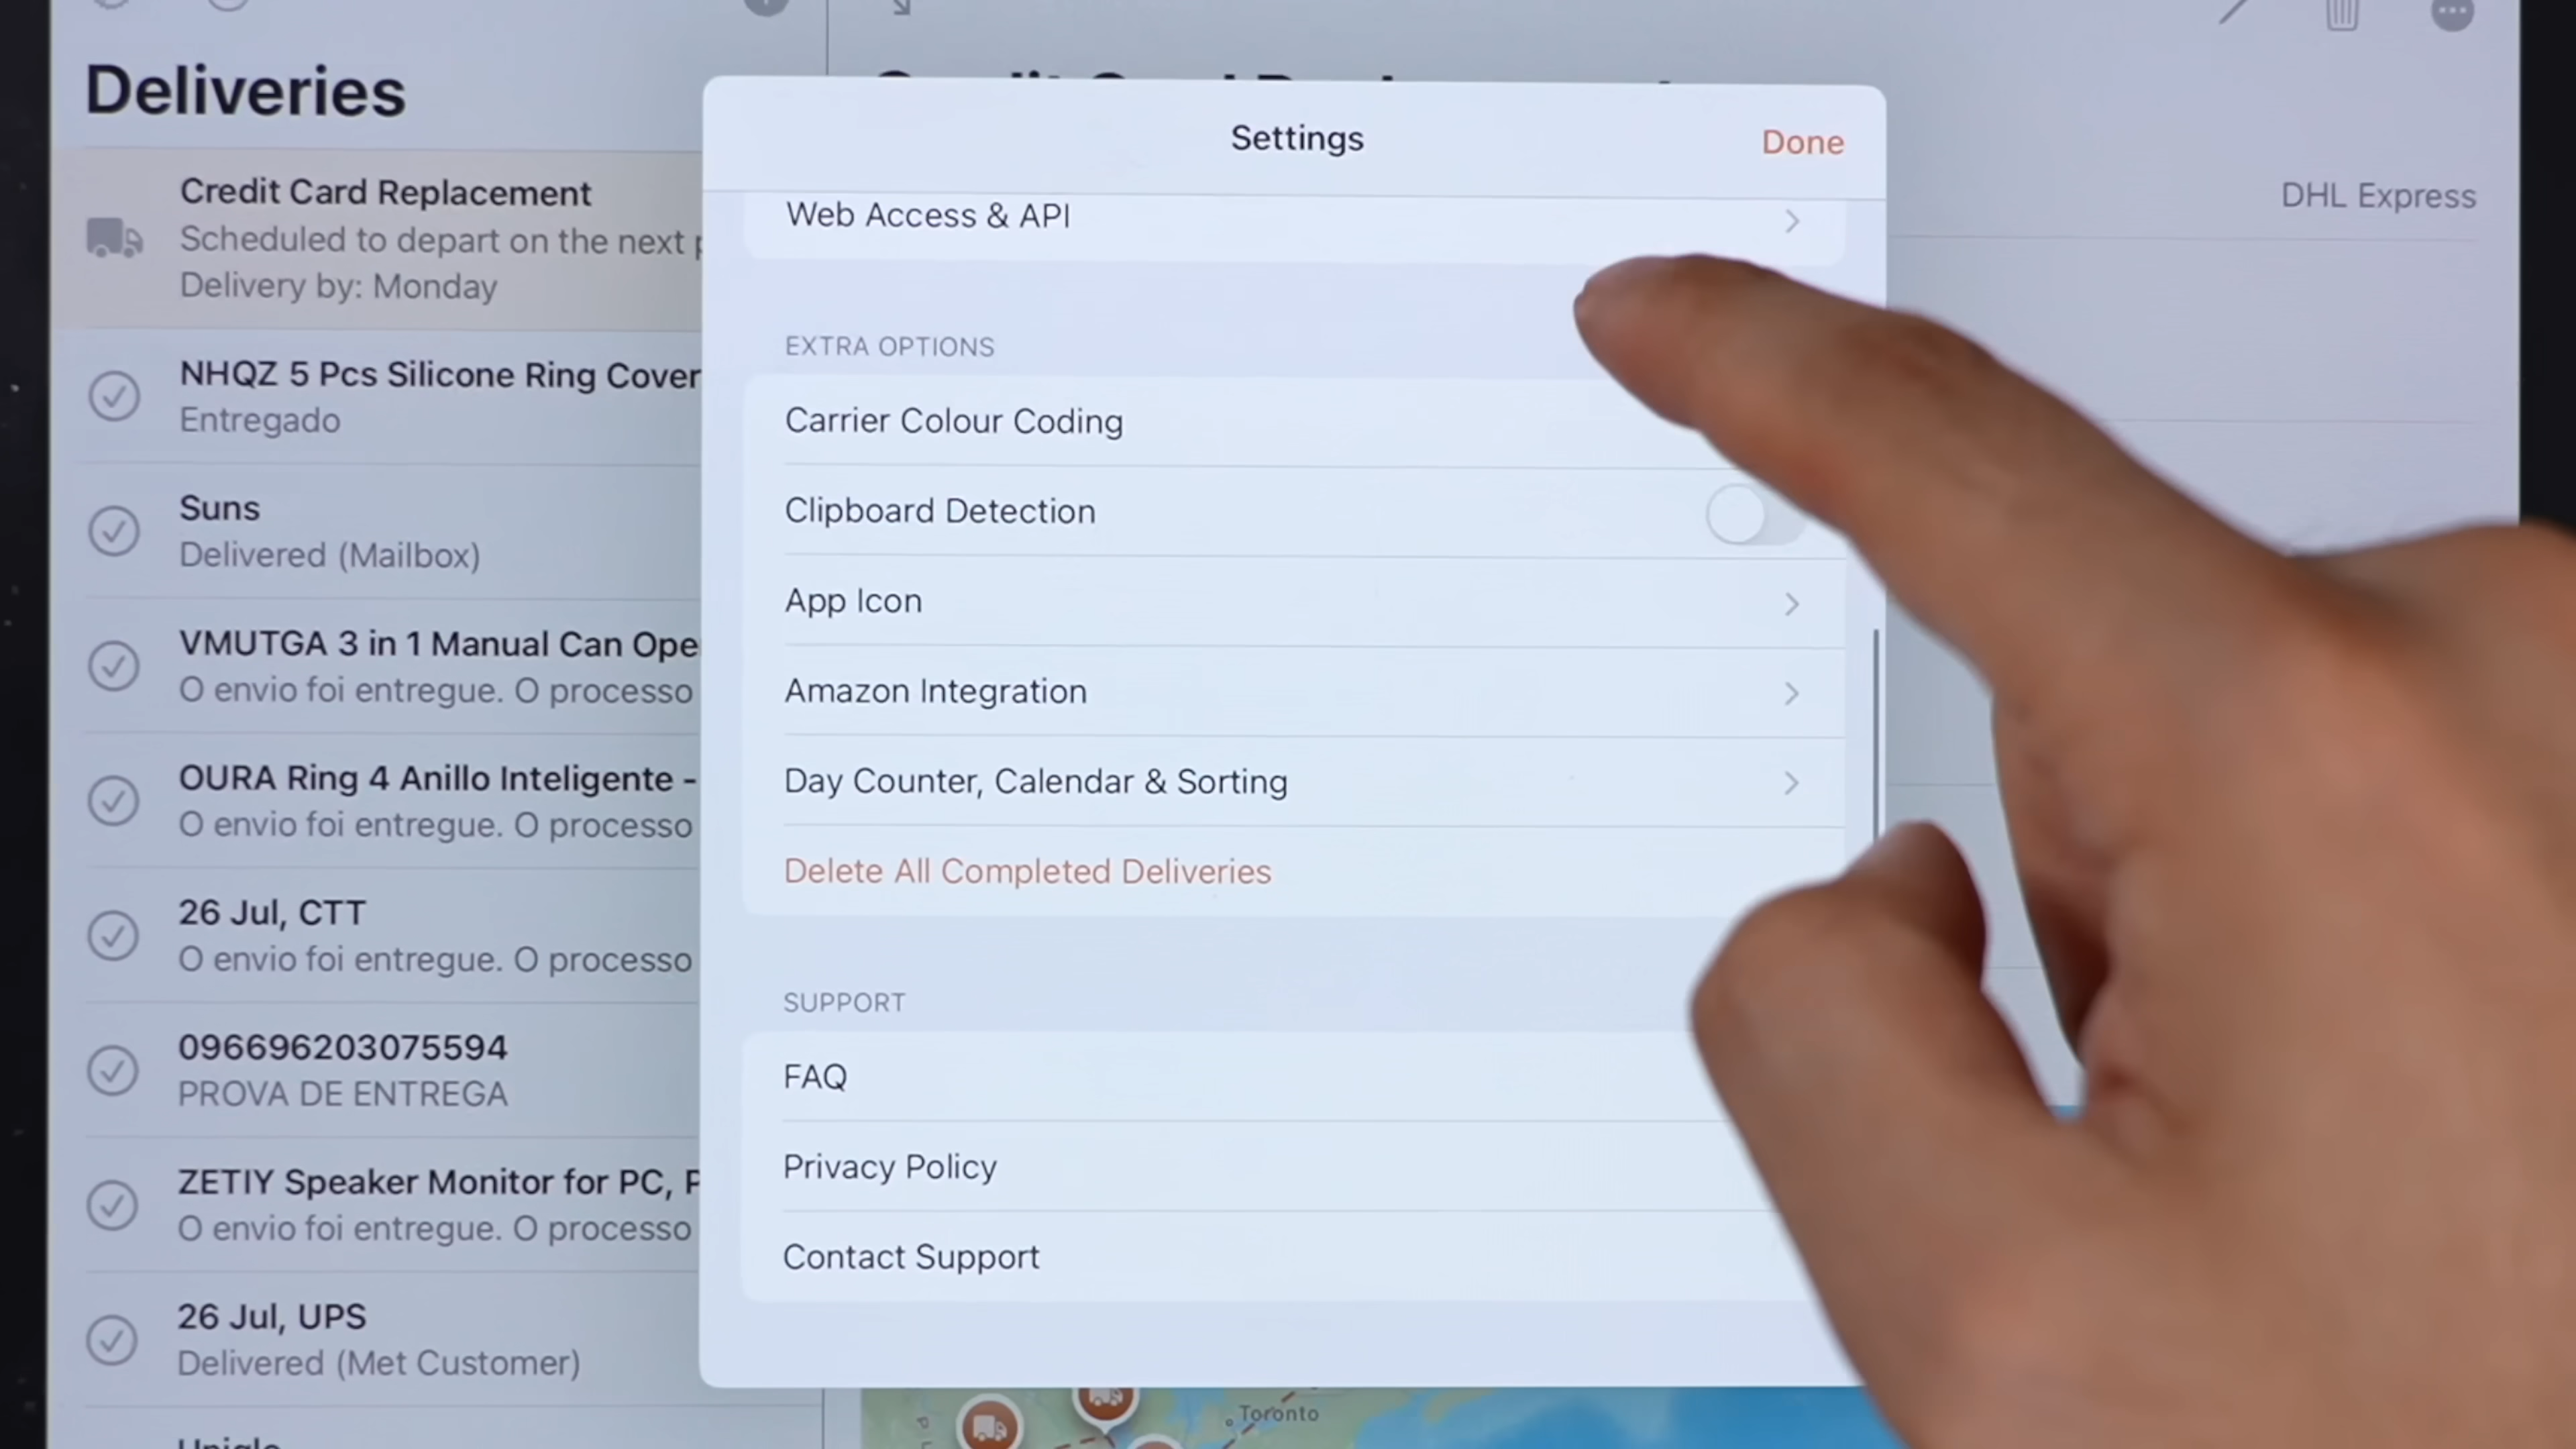 Deliveries
Credit Card Replacement
Scheduled to depart on the next
Delivery by: Monday
NHQZ 5 Pcs Silicone Ring Cover
Entregado
Suns
Delivered (Mailbox)
VMUTGA 3 in 1 Manual Can Ope
O envio foi entregue. O processo
OURA Ring 4 Anillo Inteligente -
O envio foi entregue. O processo
26 Jul, CTT
O envio foi entregue. O processo
096696203075594
PROVA DE ENTREGA
ZETIY Speaker Monitor for PC, P
O envio foi entregue. O processo
26 Jul, UPS
Delivered (Met Customer)
Settings
Done
Web Access & API
EXTRA OPTIONS
Carrier Colour Coding
Clipboard Detection
App Icon
Amazon Integration
Day Counter, Calendar & Sorting
Delete All Completed Deliveries
SUPPORT
FAQ
Privacy Policy
Contact Support
DHL Express
Toronto